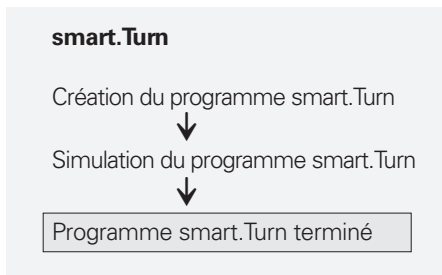 smart.Turn
Création du programme smart.Turn
Simulation du programme smart.Turn
Programme smart.Turn terminé